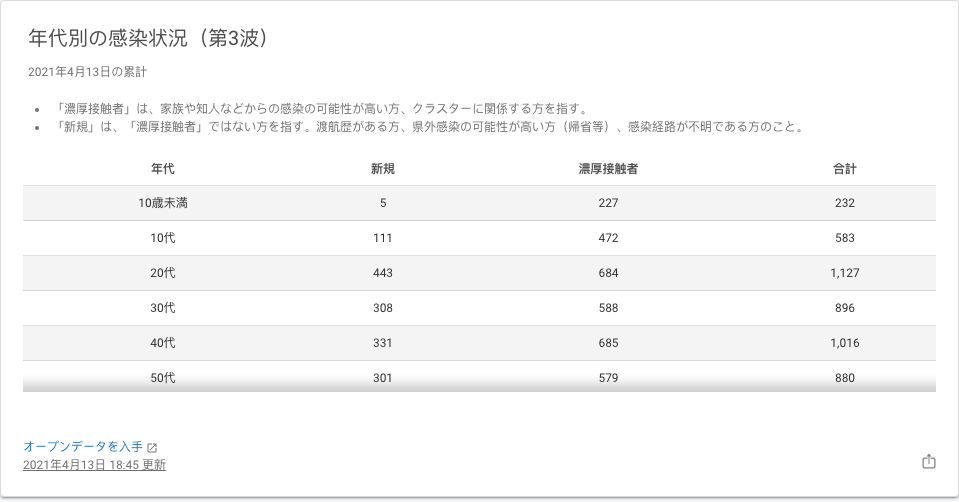 年代別の感染状況（第3波）
2021年4月13日の累計
• 「濃厚接触者」は、家族や知人などからの感染の可能性が高い方、クラスターに関係する方を指す。
• 「新規」は、「濃厚接触者」ではない方を指す。渡航歴がある方、県外感染の可能性が高い方（帰省等）、感染経路が不明である方のこと。
年代 新規 濃厚接触者 合計
10歳未満 5 227 232
10代 111 472 583
20代 443 684 1,127
30代 308 588 896
40代 331 685 1,016
50代 301 579 880
オープンデータを入手
2021年4月13日 18:45 更新